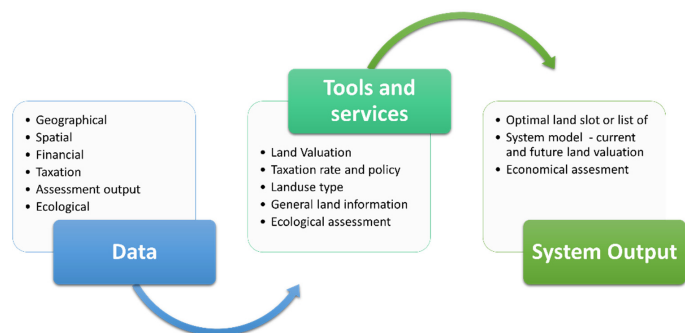 • Geographical
• Spatial
• Financial
• Taxation
• Assessment output
• Ecological
Data
Tools and
services
• Land Valuation
• Taxation rate and policy
• Landuse type
• General land information
• Ecological assessment
• Optimal land slot or list of
• System model - current
and future land valuation
• Economical assesment
System Output